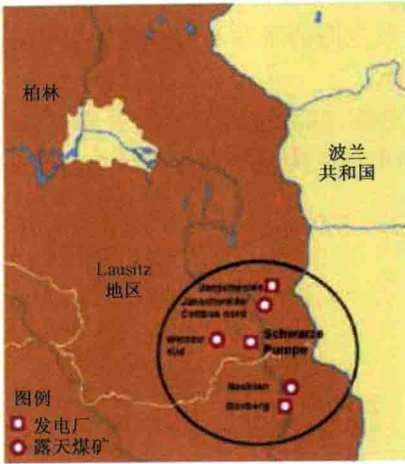 柏林
波兰
共和国
Lausitz
地区
Jänschwalde
Jänschwalde/
Cottbus nord
Welzow
süd
Schwarze
Pumpe
Nochten
Boxberg
图例
发电厂
露天煤矿